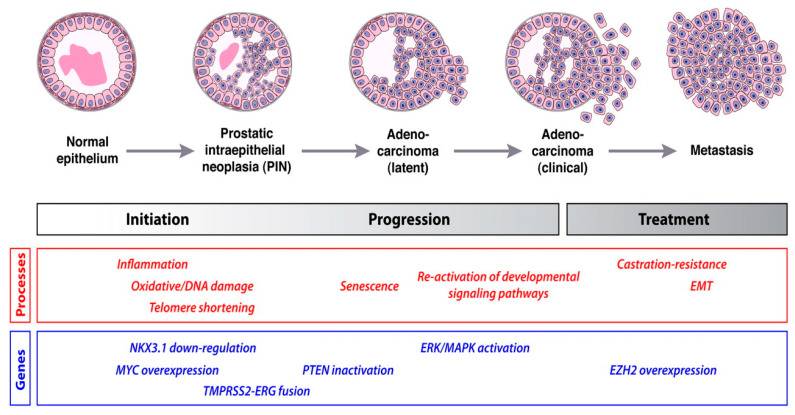 Normal
epithelium
Prostatic
intraepithelial
neoplasia (PIN)
Adeno-
carcinoma
(latent)
Adeno-
carcinoma
(clinical)
Metastasis
Initiation
Progression
Treatment
Processes
Inflammation
Oxidative/DNA damage
Telomere shortening
Senescence
Re-activation of developmental
signaling pathways
Castration-resistance
EMT
Genes
NKX3.1 down-regulation
ERK/MAPK activation
MYC overexpression
PTEN inactivation
EZH2 overexpression
TMPRSS2-ERG fusion